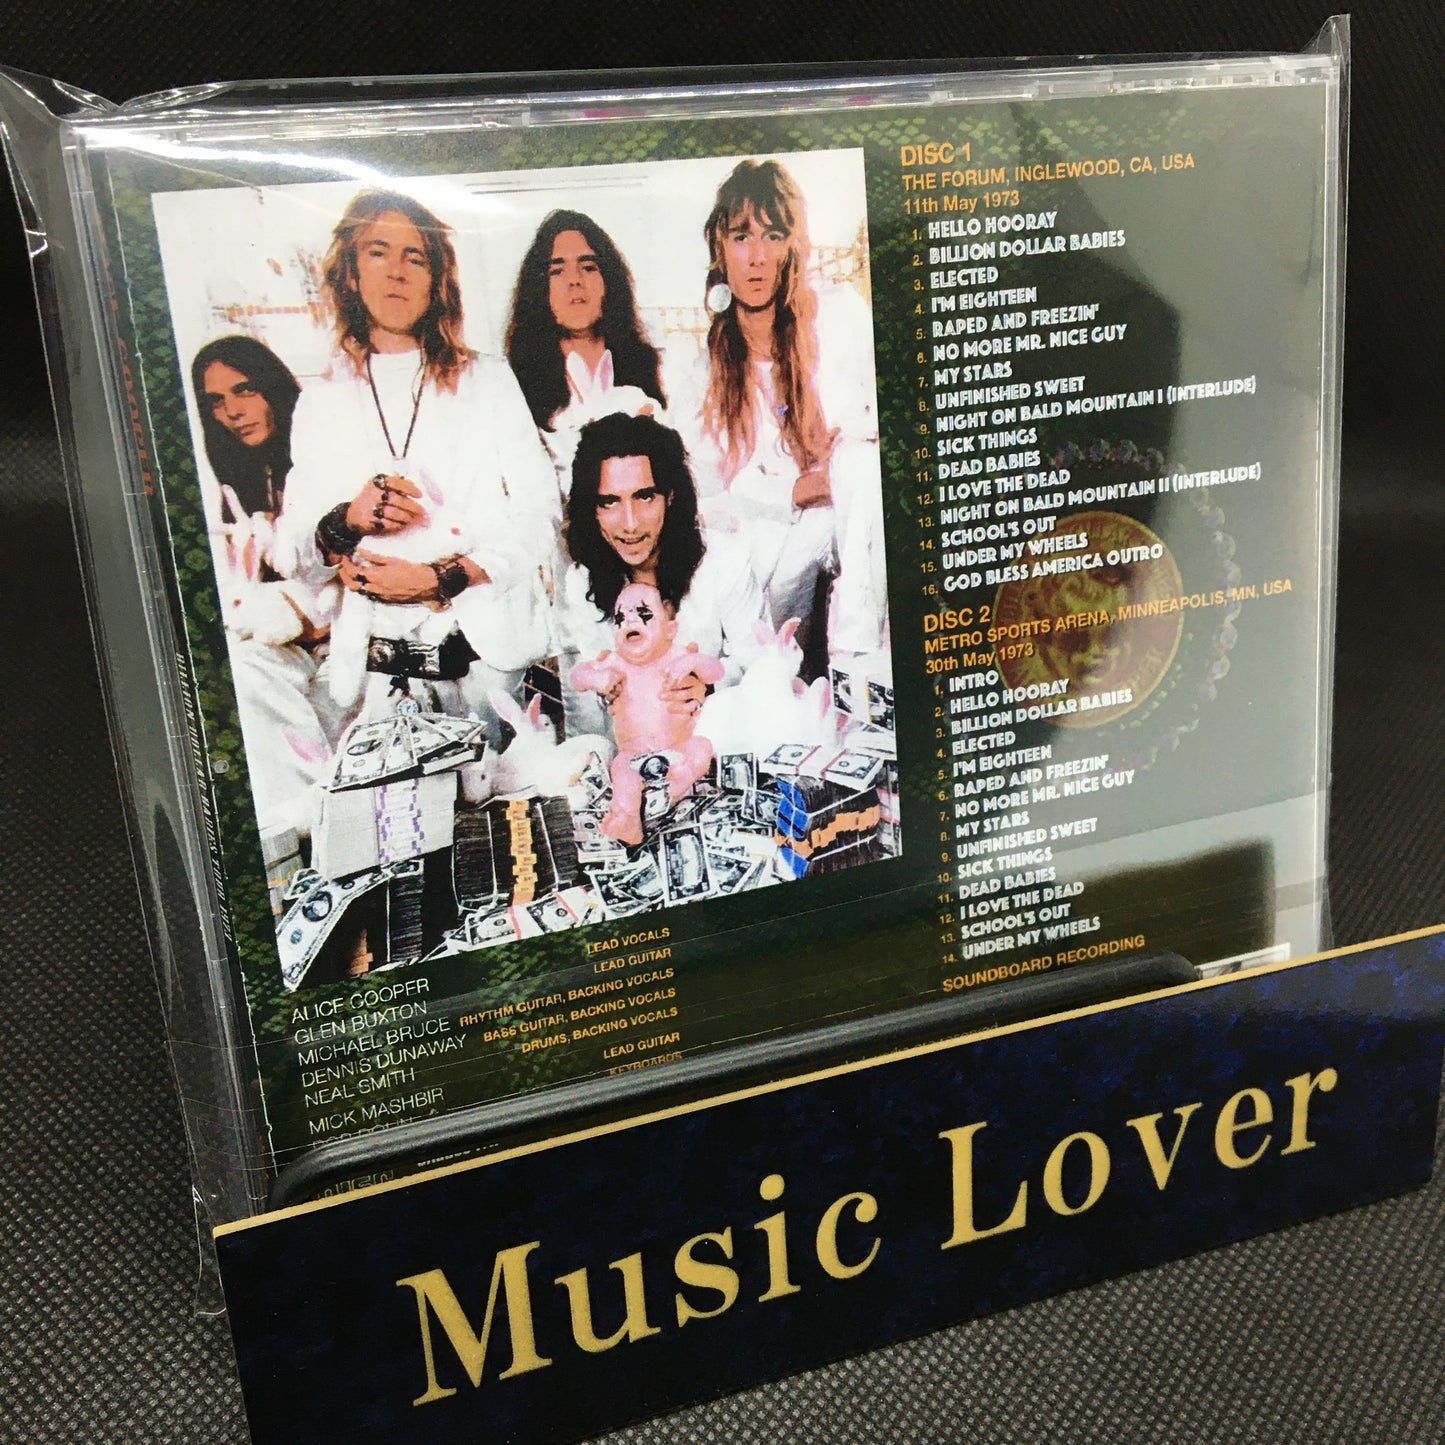 DISC 1
THE FORUM, INGLEWOOD, CA, USA
11th May 1973
1. HELLO HOORAY
2. BILLION DOLLAR BABIES
3. ELECTED
4. I'M EIGHTEEN
5. RAPED AND FREEZIN'
6. NO MORE MR. NICE GUY
7. MY STARS
8. UNFINISHED SWEET
9. NIGHT ON BALD MOUNTAIN I (INTERLUDE)
10. SICK THINGS
11. DEAD BABIES
12. I LOVE THE DEAD
13. NIGHT ON BALD MOUNTAIN II (INTERLUDE)
14. SCHOOL'S OUT
15. UNDER MY WHEELS
16. GOD BLESS AMERICA OUTRO
DISC 2
METRO SPORTS ARENA, MINNEAPOLIS, MN, USA
30th May 1973
1. INTRO
2. HELLO HOORAY
3. BILLION DOLLAR BABIES
4. ELECTED
5. I'M EIGHTEEN
6. RAPED AND FREEZIN'
7. NO MORE MR. NICE GUY
8. MY STARS
9. UNFINISHED SWEET
10. SICK THINGS
11. DEAD BABIES
12. I LOVE THE DEAD
13. SCHOOL'S OUT
14. UNDER MY WHEELS
SOUNDBOARD RECORDING
ALICE COOPER LEAD VOCALS
GLEN BUXTON LEAD GUITAR
MICHAEL BRUCE RHYTHM GUITAR, BACKING VOCALS
DENNIS DUNAWAY BASS GUITAR, BACKING VOCALS
NEAL SMITH DRUMS, BACKING VOCALS
MICK MASHBIR LEAD GUITAR
KEYBOARDS
Music Lover